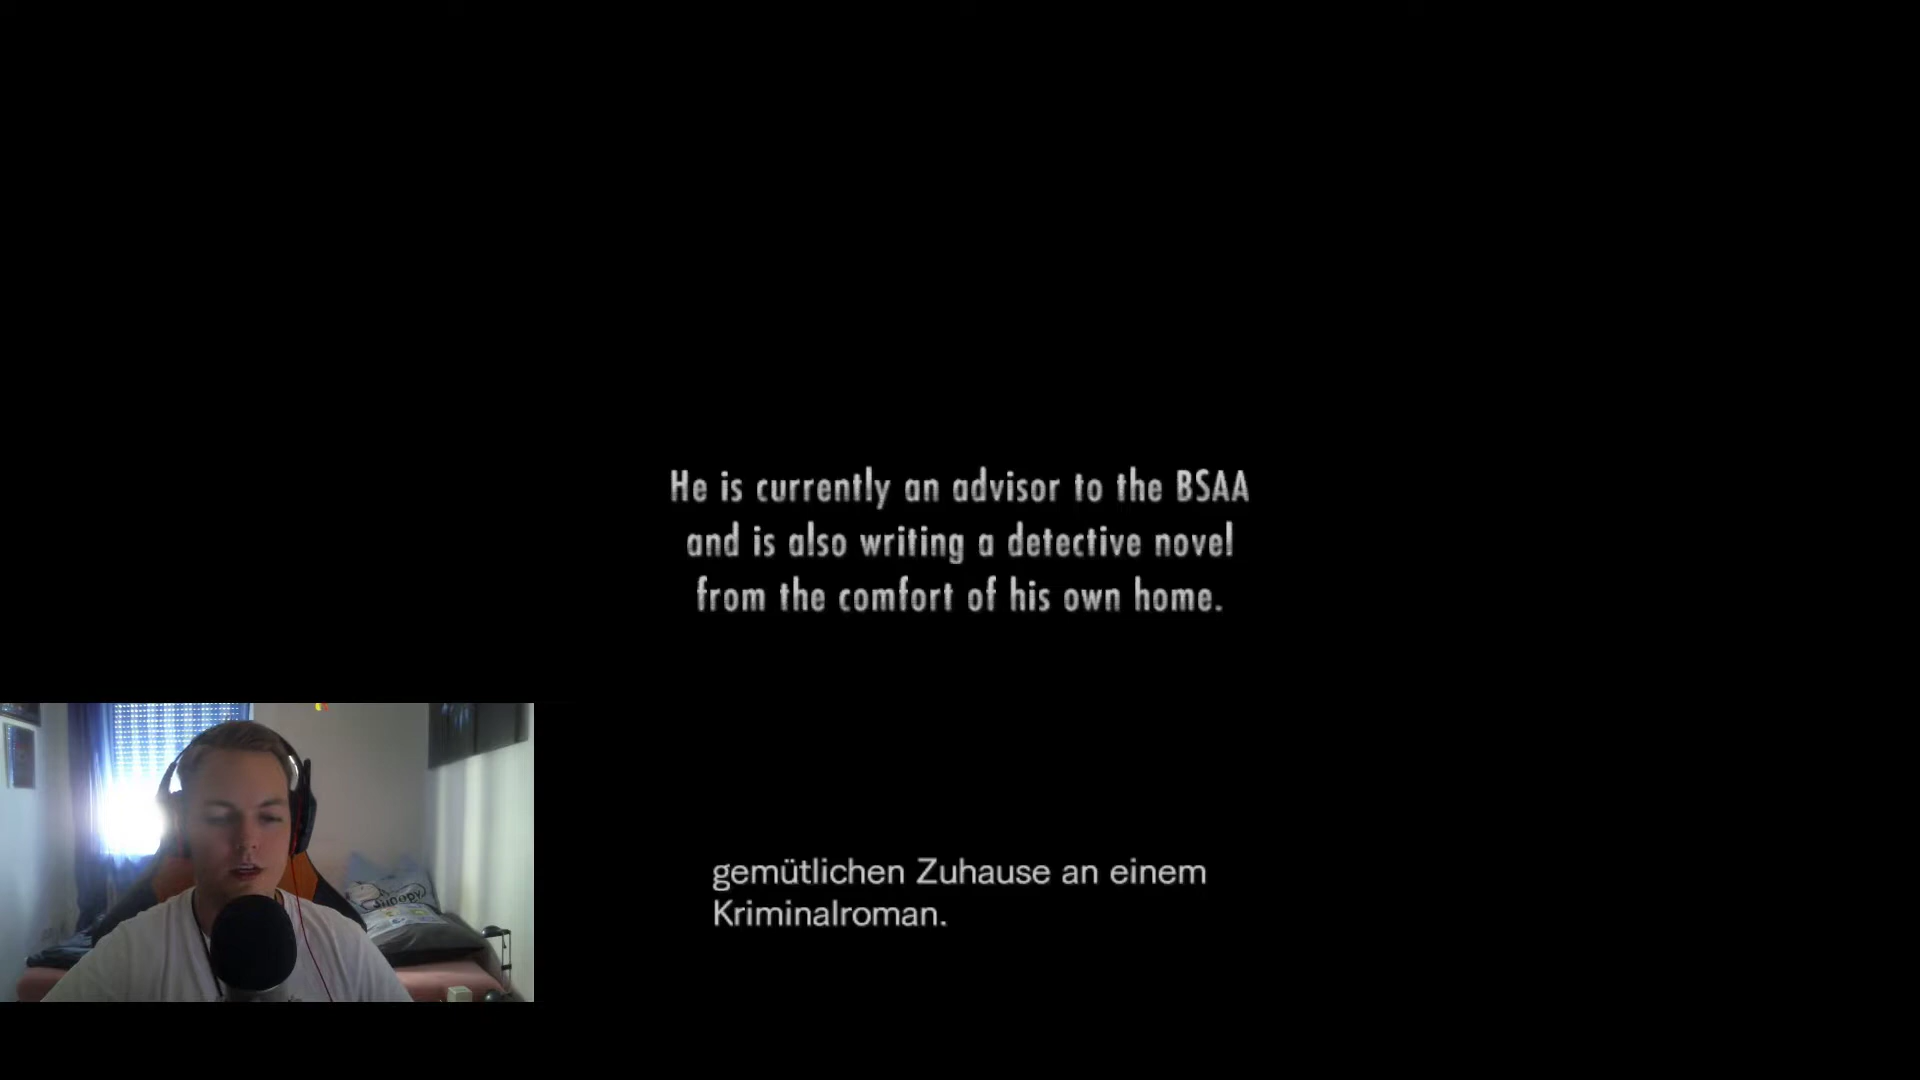 He is currently an advisor to the BSAA
and is also writing a detective novel
from the comfort of his own home.
gemütlichen Zuhause an einem
Kriminalroman.
Snoopy